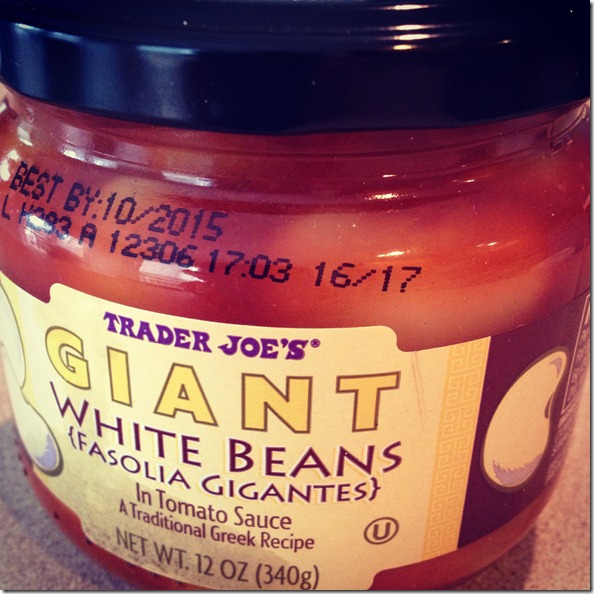 BEST BY:10/2015
A 12306 17:03 16/17
TRADER JOE'S®
GIANT
WHITE BEANS
{FASOLIA GIGANTES}
In Tomato Sauce
A Traditional Greek Recipe
U
NET WT. 12 OZ (340g)